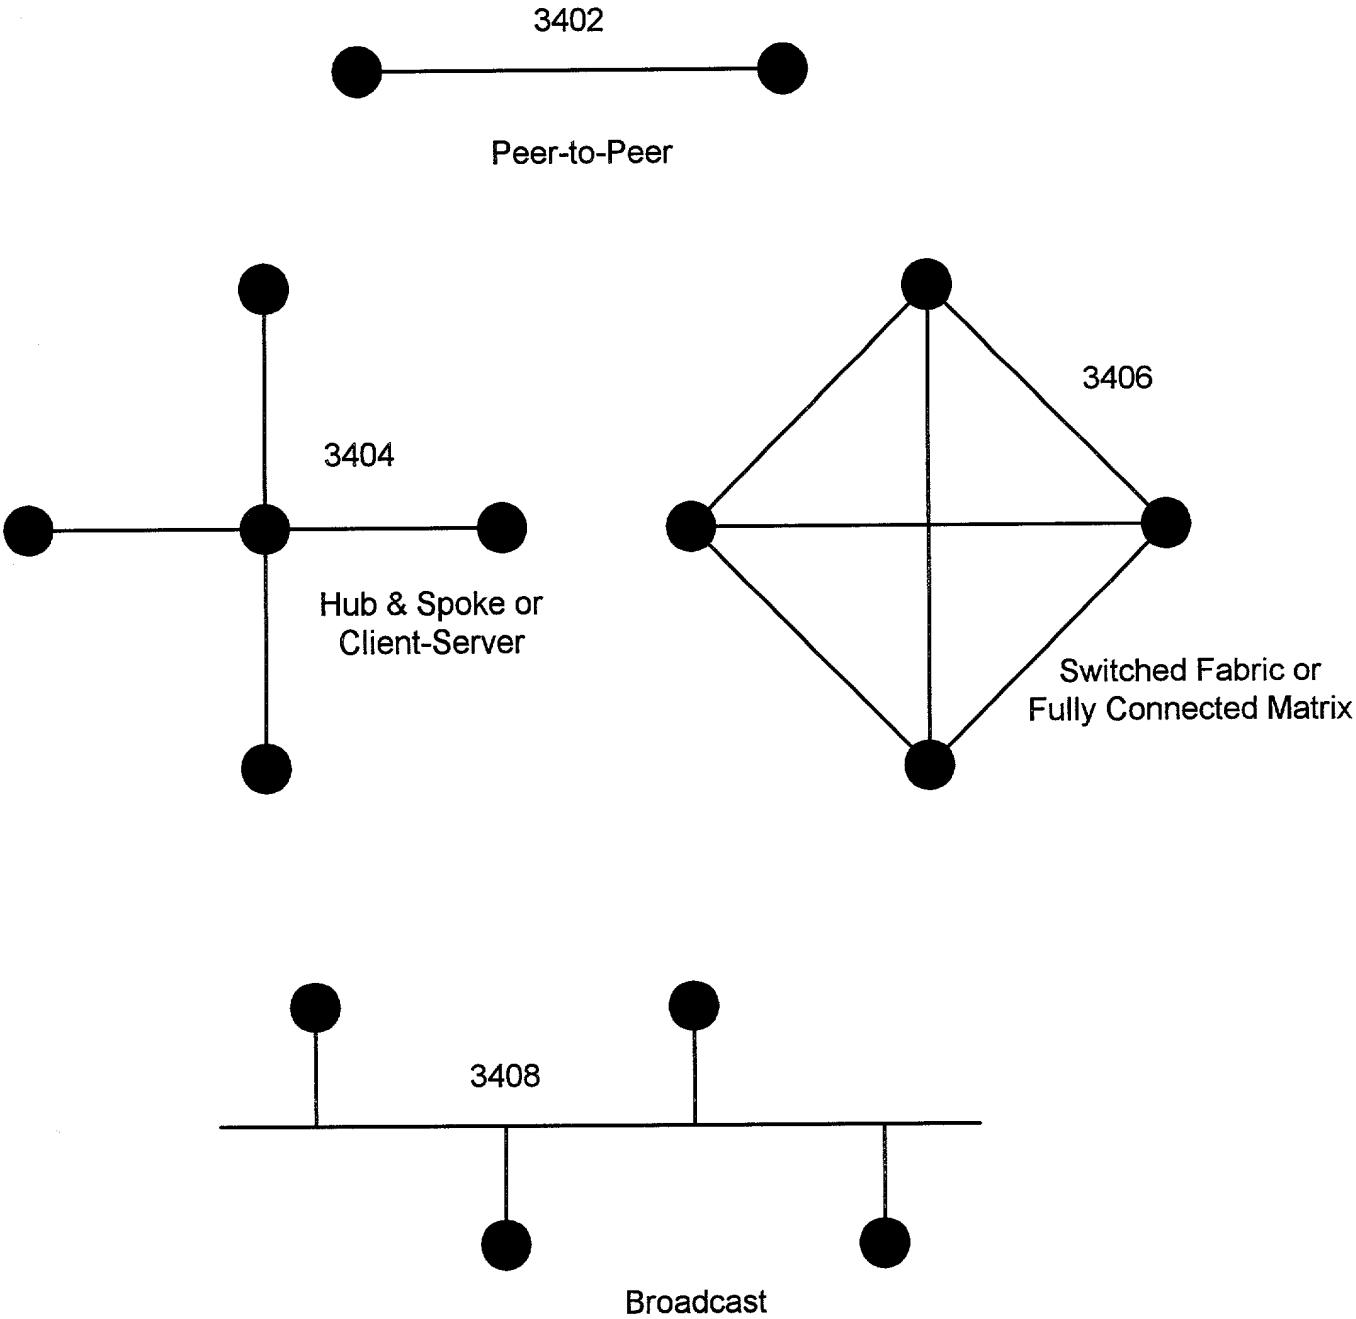 3402
Peer-to-Peer
3406
3404
Hub & Spoke or
Client-Server
Switched Fabric or
Fully Connected Matrix
3408
Broadcast